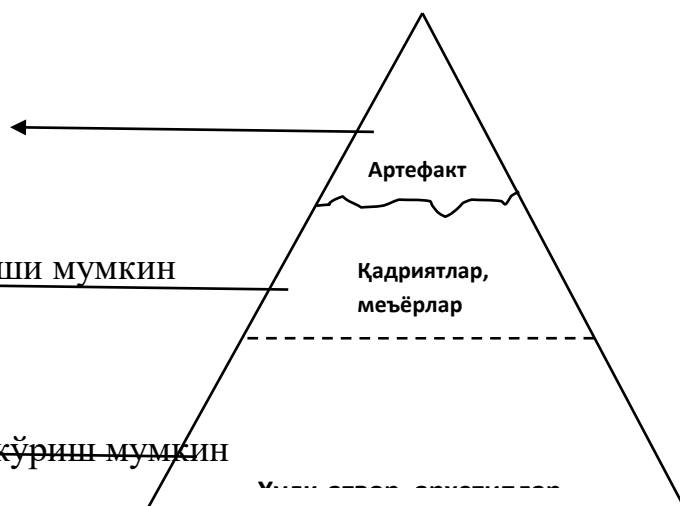 Артефакт
ши мумкин
Қадриятлар,
меъёрлар
кўриш мумкин